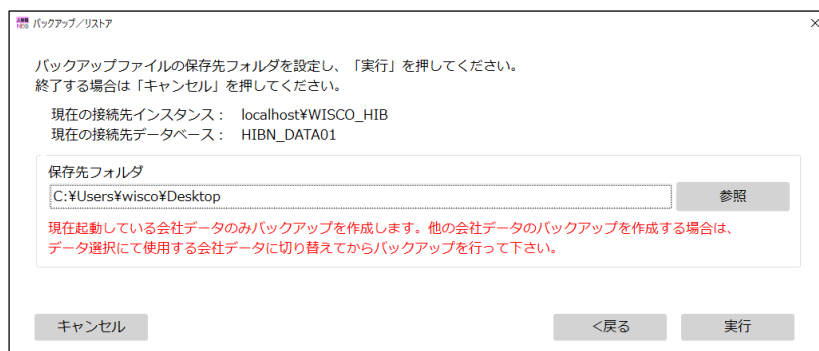 人財職
NEO バックアップ／リストア ×
バックアップファイルの保存先フォルダを設定し、「実行」を押してください。
終了する場合は「キャンセル」を押してください。
現在の接続先インスタンス： localhost¥WISCO_HIB
現在の接続先データベース： HIBN_DATA01
保存先フォルダ
C:¥Users¥wisco¥Desktop 参照
現在起動している会社データのみバックアップを作成します。他の会社データのバックアップを作成する場合は、
データ選択にて使用する会社データに切り替えてからバックアップを行って下さい。
キャンセル <戻る 実行